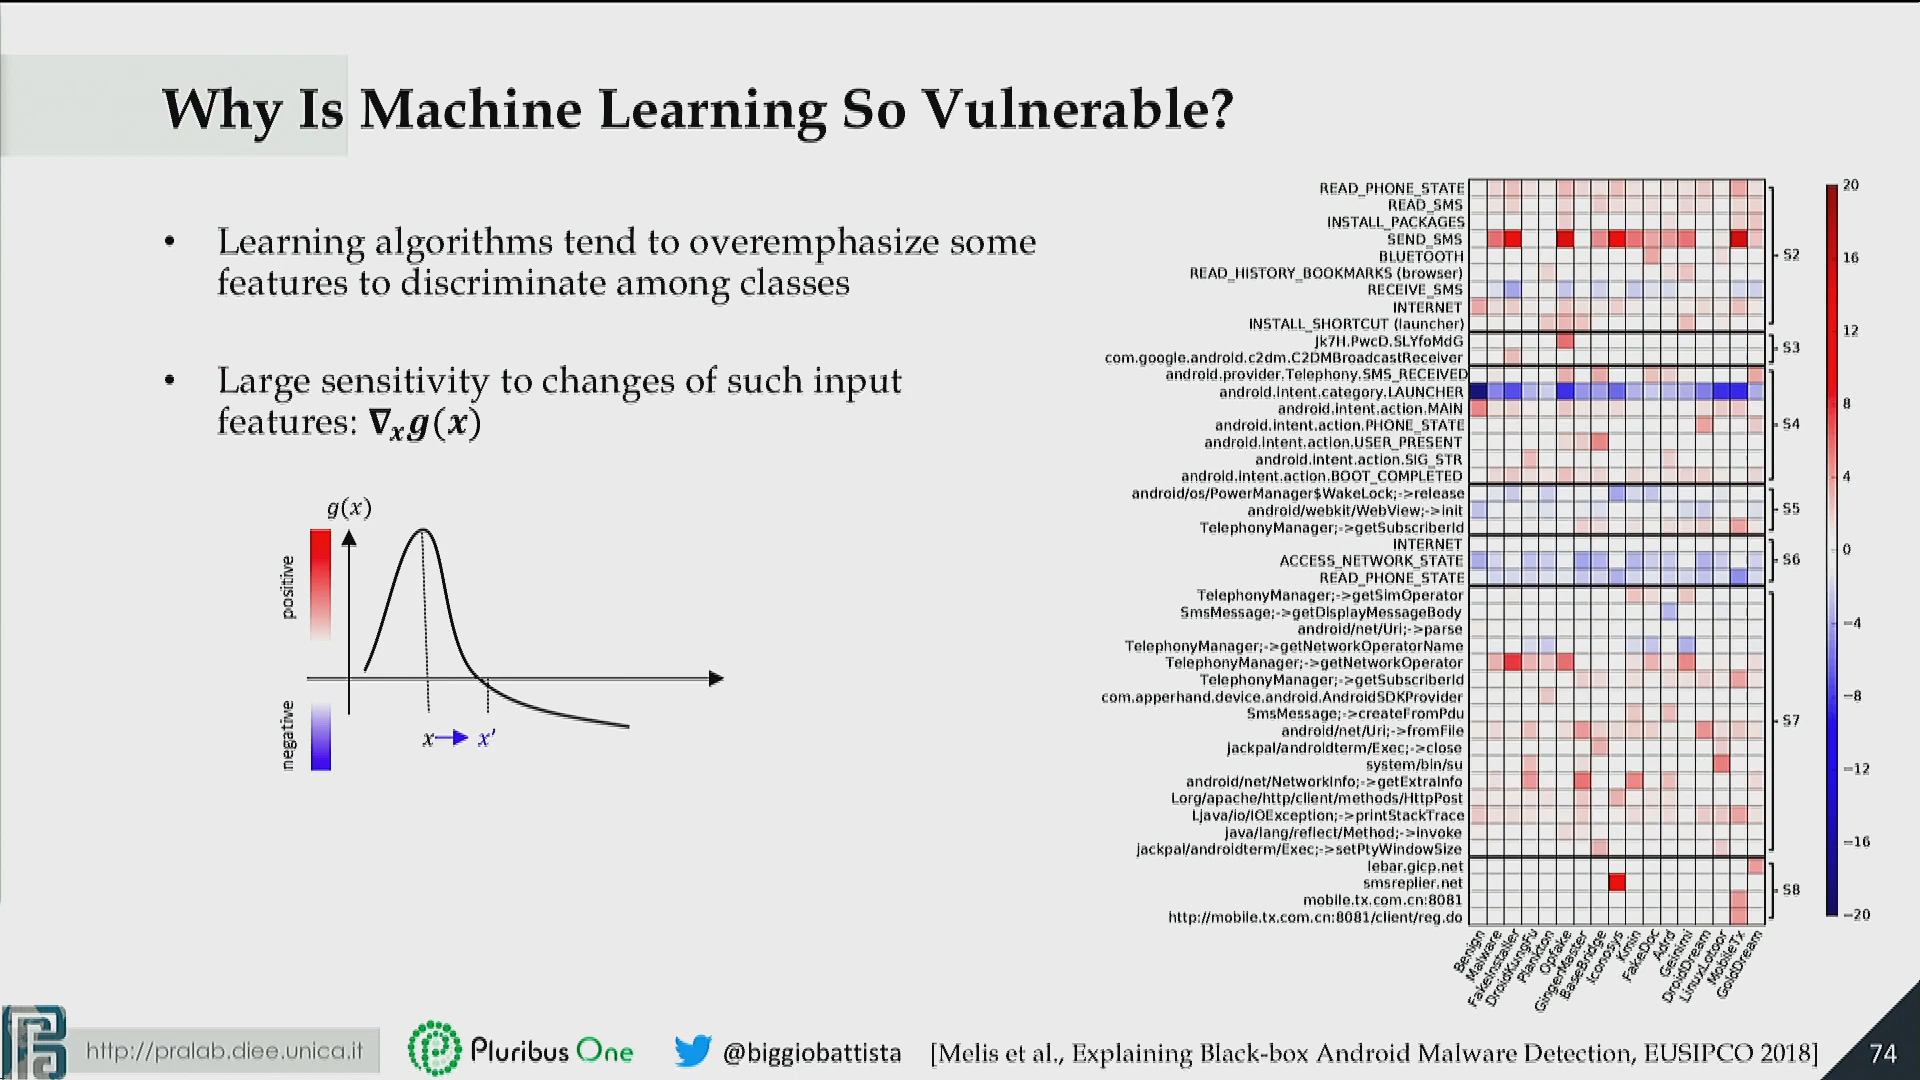 Why Is Machine Learning So Vulnerable?
• Learning algorithms tend to overemphasize some
features to discriminate among classes
• Large sensitivity to changes of such input
features: ∇xg(x)
g(x)
positive
negative
x
x'
READ_PHONE_STATE
READ_SMS
INSTALL_PACKAGES
SEND_SMS
BLUETOOTH
READ_HISTORY_BOOKMARKS (browser)
RECEIVE_SMS
INTERNET
INSTALL_SHORTCUT (launcher)
S2
Jk7H.PwcD.SLYfoMdG
com.google.android.c2dm.C2DMBroadcastReceiver
S3
android.provider.Telephony.SMS_RECEIVED
android.intent.category.LAUNCHER
android.intent.action.MAIN
android.intent.action.PHONE_STATE
android.intent.action.USER_PRESENT
android.intent.action.SIG_STR
android.intent.action.BOOT_COMPLETED
S4
android/os/PowerManager$WakeLock;->release
android/webkit/WebView;->init
TelephonyManager;->getSubscriberId
S5
INTERNET
ACCESS_NETWORK_STATE
READ_PHONE_STATE
S6
TelephonyManager;->getSimOperator
SmsMessage;->getDisplayMessageBody
android/net/Uri;->parse
TelephonyManager;->getNetworkOperatorName
TelephonyManager;->getNetworkOperator
TelephonyManager;->getSubscriberId
com.apperhand.device.android.AndroidSDKProvider
SmsMessage;->createFromPdu
android/net/Uri;->fromFile
jackpal/androidterm/Exec;->close
system/bin/su
android/net/NetworkInfo;->getExtraInfo
Lorg/apache/http/client/methods/HttpPost
Ljava/io/IOException;->printStackTrace
java/lang/reflect/Method;->invoke
jackpal/androidterm/Exec;->setPtyWindowSize
S7
lebar.gicp.net
smsreplier.net
mobile.tx.com.cn:8081
http://mobile.tx.com.cn:8081/client/reg.do
S8
Benign
Malware
FakeInstaller
DroidKungFu
Plankton
Opfake
GingerMaster
BaseBridge
Iconosys
Kmin
FakeDoc
Adrd
Geinimi
DroidDream
LinuxLotoor
MobileTx
GoldDream
20
16
12
8
4
0
−4
−8
−12
−16
−20
http://pralab.diee.unica.it
Pluribus One
@biggiobattista
[Melis et al., Explaining Black-box Android Malware Detection, EUSIPCO 2018]
74